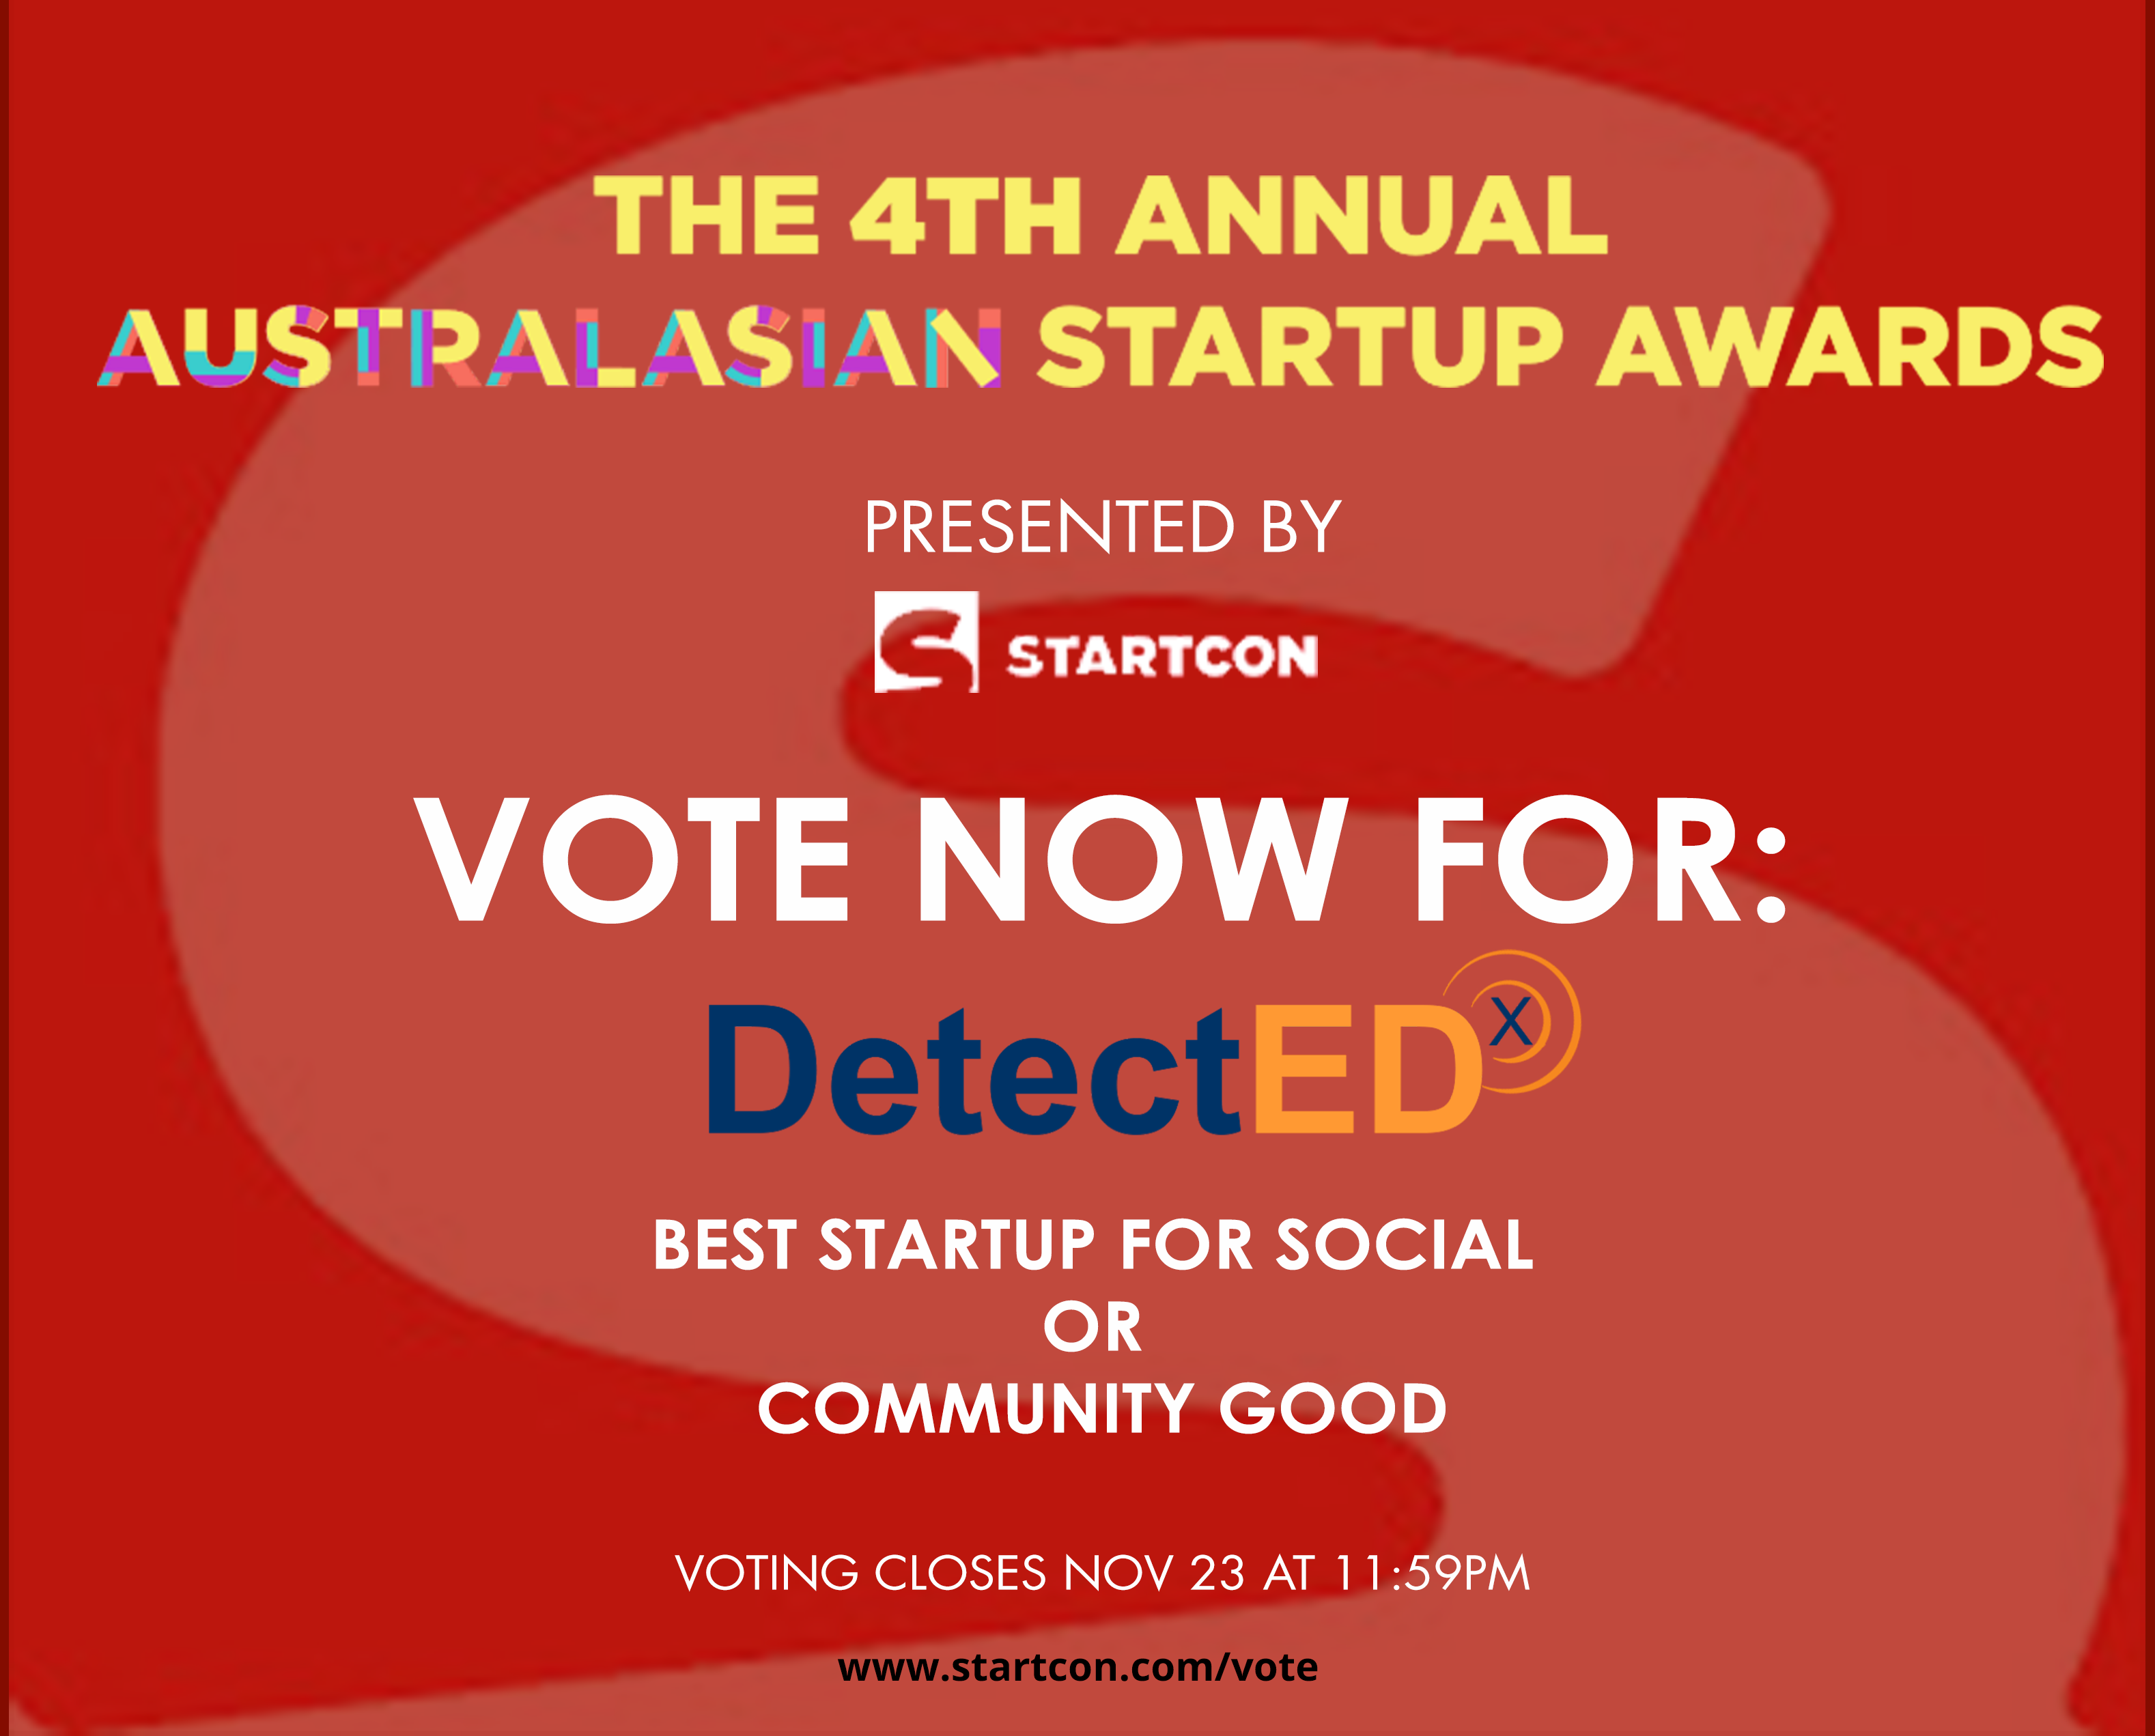 THE 4TH ANNUAL
AUSTRALASIAN STARTUP AWARDS
PRESENTED BY
STARTCON
VOTE NOW FOR:
DetectEDX
BEST STARTUP FOR SOCIAL
OR
COMMUNITY GOOD
VOTING CLOSES NOV 23 AT 11:59PM
www.startcon.com/vote